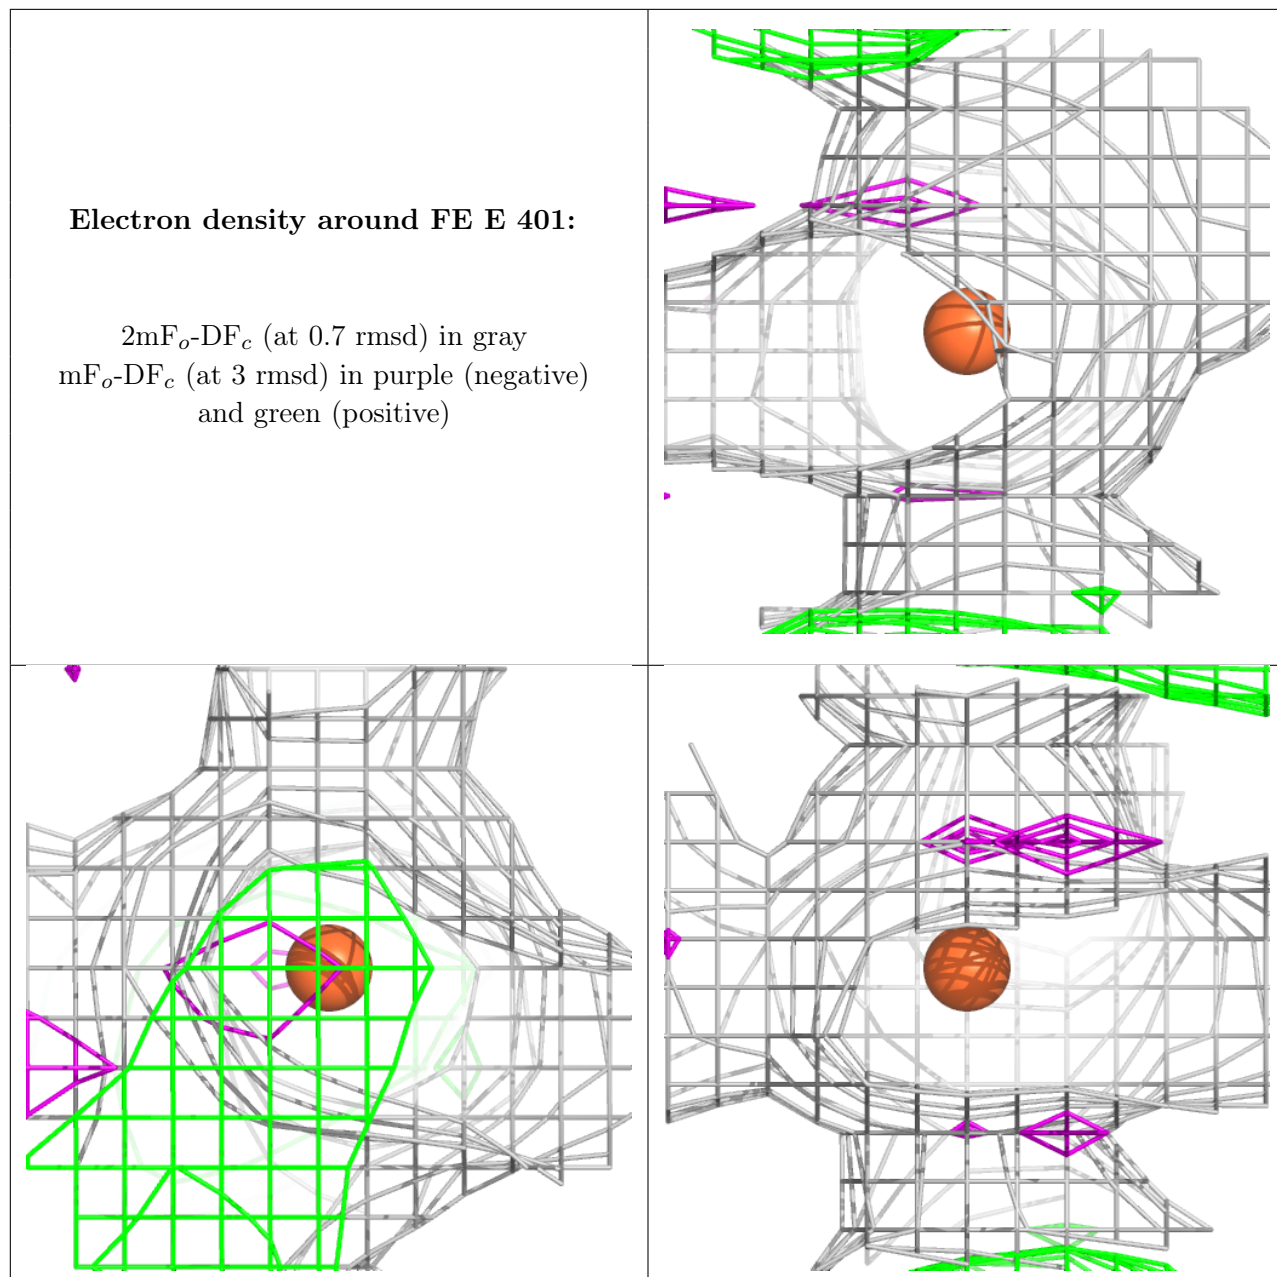 Electron density around FE E 401:
2mFo-DFc (at 0.7 rmsd) in gray
mFo-DFc (at 3 rmsd) in purple (negative)
and green (positive)